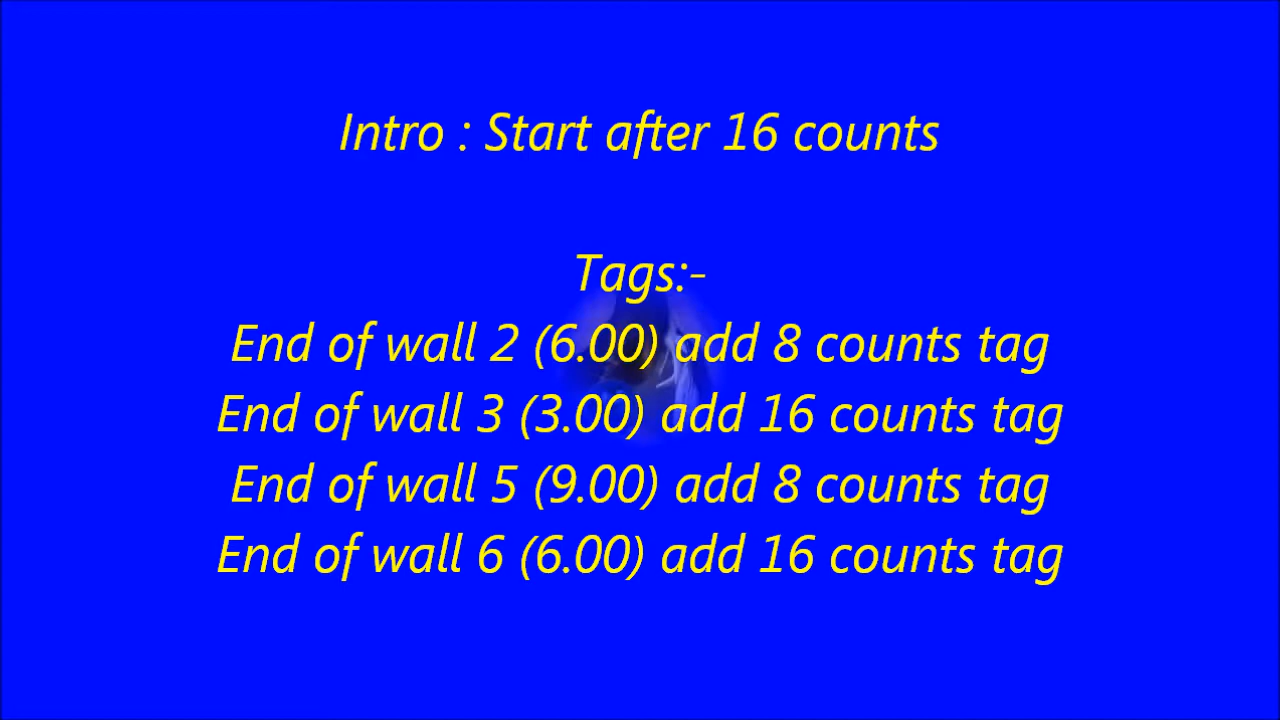 Intro : Start after 16 counts
Tags:-
End of wall 2 (6.00) add 8 counts tag
End of wall 3 (3.00) add 16 counts tag
End of wall 5 (9.00) add 8 counts tag
End of wall 6 (6.00) add 16 counts tag